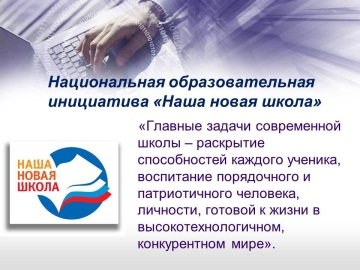 Национальная образовательная
инициатива «Наша новая школа»
«Главные задачи современной
школы – раскрытие
способностей каждого ученика,
воспитание порядочного и
патриотичного человека,
личности, готовой к жизни в
высокотехнологичном,
конкурентном мире».
НАША
НОВАЯ
ШКОЛА